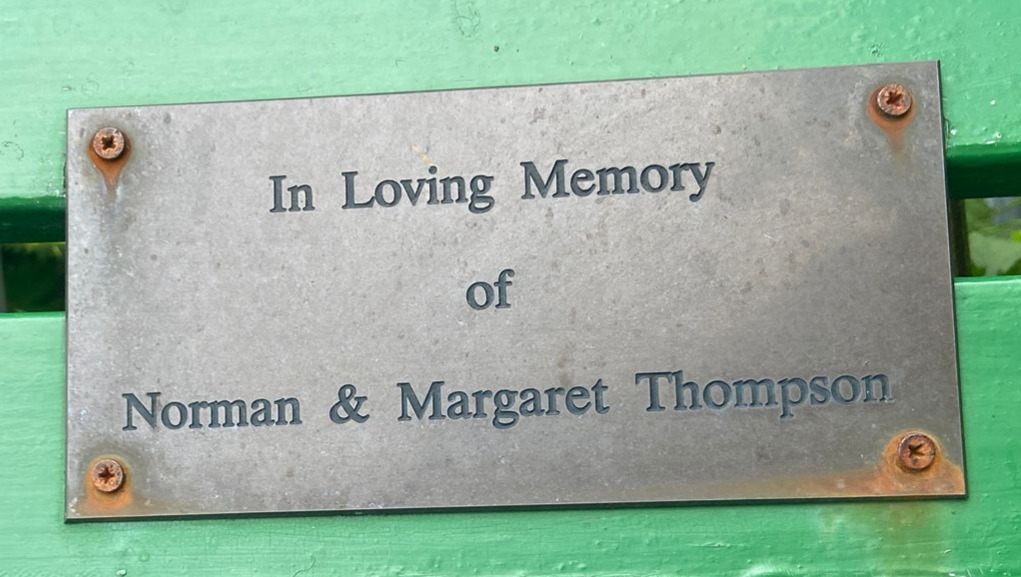 In Loving Memory
of
Norman & Margaret Thompson